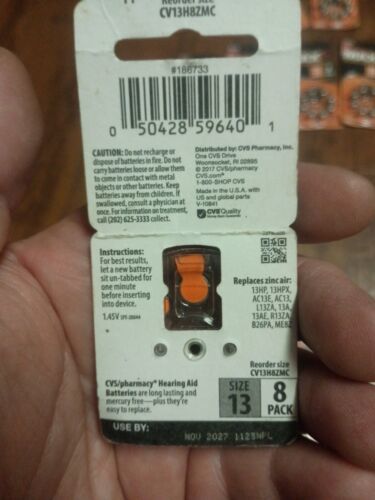 Reorder size
CV13H8ZMC
#186733
0 50428 59640 1
CAUTION: Do not recharge or
dispose of batteries in fire. Do not
carry batteries loose or allow them
to come in contact with metal
objects or other batteries. Keep
batteries away from children. If
swallowed, consult a physician at
once. For information on treatment,
call (202) 625-3333 collect.
Distributed by: CVS Pharmacy, Inc.
One CVS Drive
Woonsocket, RI 02895
© 2017 CVS/pharmacy
CVS.com®
1-800-SHOP CVS
Made in the U.S.A. with
US and global parts
V-10841
CVSQuality
Instructions:
For best results,
let a new battery
sit un-tabbed for
one minute
before inserting
into device.
1.45V
Replaces zinc air:
13HP, 13HPX,
AC13E, AC13,
L13ZA, 13A,
13AE, R13ZA,
B26PA, ME8Z
Reorder size
CV13H8ZMC
CVS/pharmacy® Hearing Aid
Batteries are long lasting and
mercury free—plus they're
easy to replace.
SIZE
13
8
PACK
USE BY:
NOV 2027 1123NFL